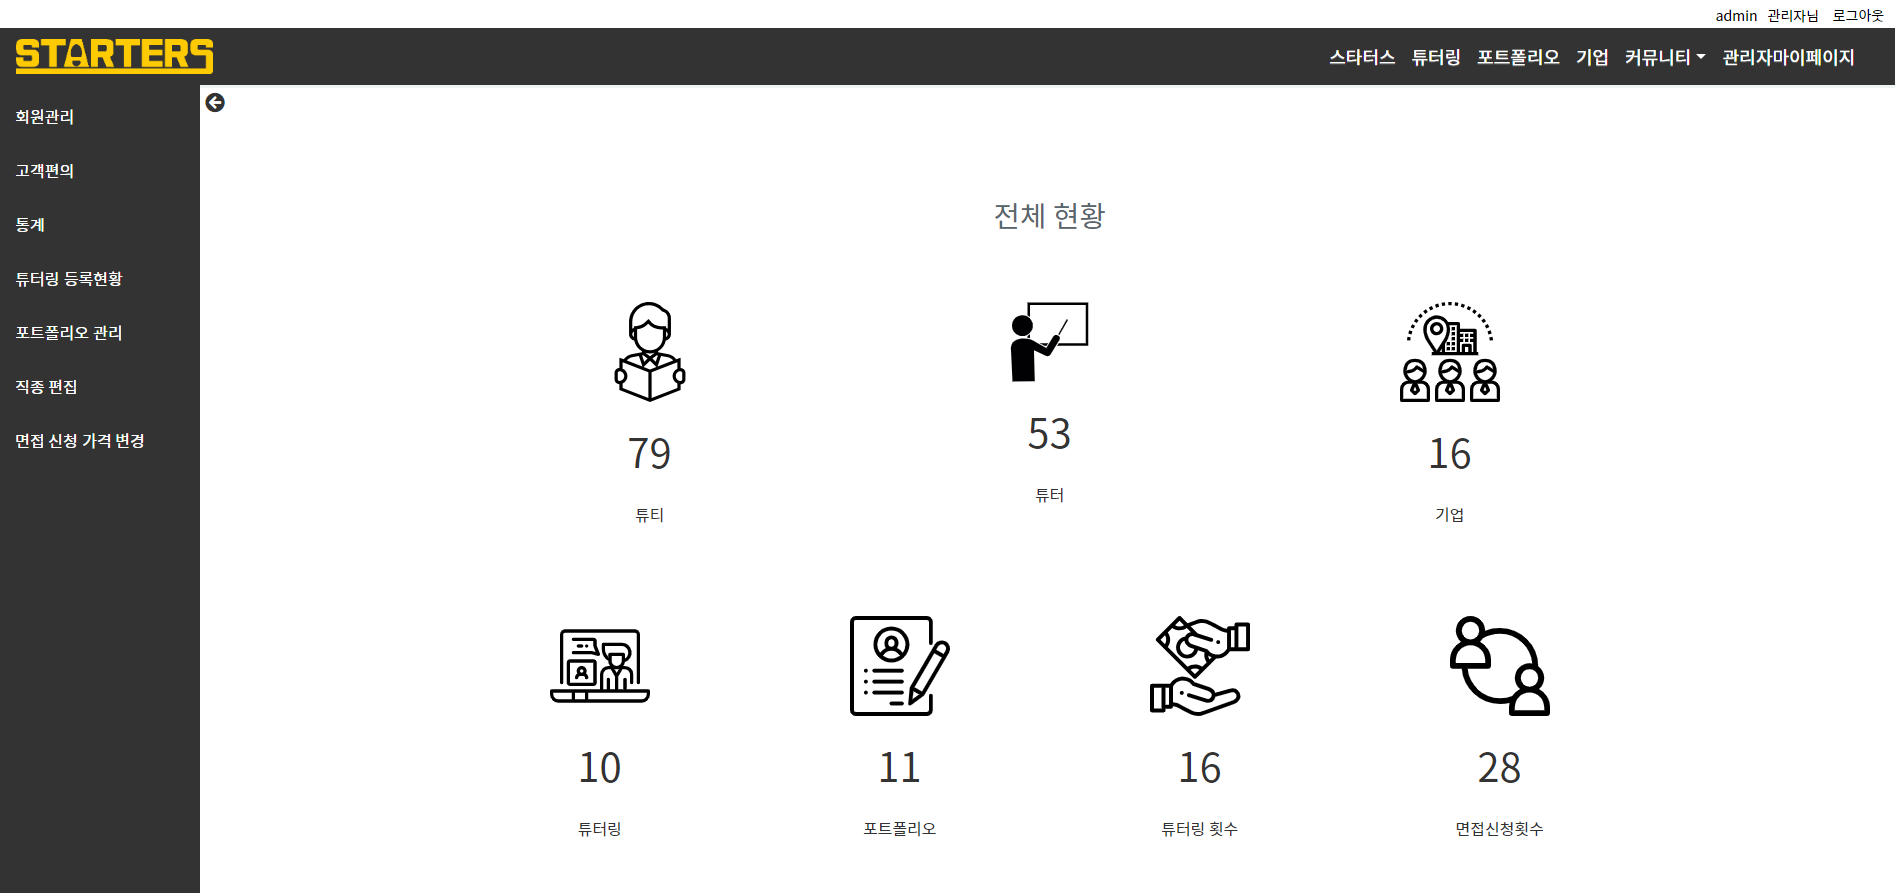 admin 관리자님 로그아웃
STARTERS
스타터스 튜터링 포트폴리오 기업 커뮤니티 관리자마이페이지
회원관리
고객편의
통계
튜터링 등록현황
포트폴리오 관리
직종 편집
면접 신청 가격 변경
전체 현황
79
튜티
53
튜터
16
기업
10
튜터링
11
포트폴리오
16
튜터링 횟수
28
면접신청횟수